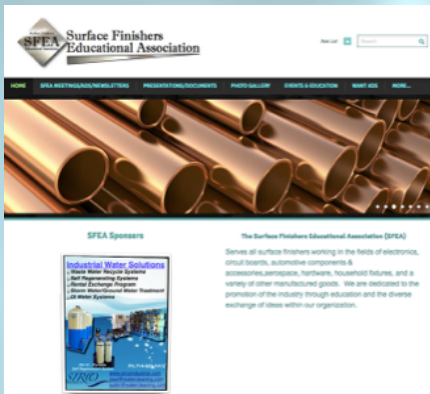 SFEA
Surface Finishers
Educational Association
Search
HOME SFEA MEETINGS/ADS/NEWSLETTERS PRESENTATIONS/DOCUMENTS PHOTO GALLERY EVENTS & EDUCATION WANT ADS MORE...
SFEA Sponsors
Industrial Water Solutions
Waste Water Recycle Systems
Self Regenerating Systems
Rental Exchange Program
Storm Water/Ground Water Treatment
DI Water Systems
The Surface Finishers Educational Association (SFEA)
Serves all surface finishers working in the fields of electronics,
circuit boards, automotive components &
accessories,aerospace, hardware, household fixtures, and a
variety of other manufactured goods. We are dedicated to the
promotion of the industry through education and the diverse
exchange of ideas within our organization.